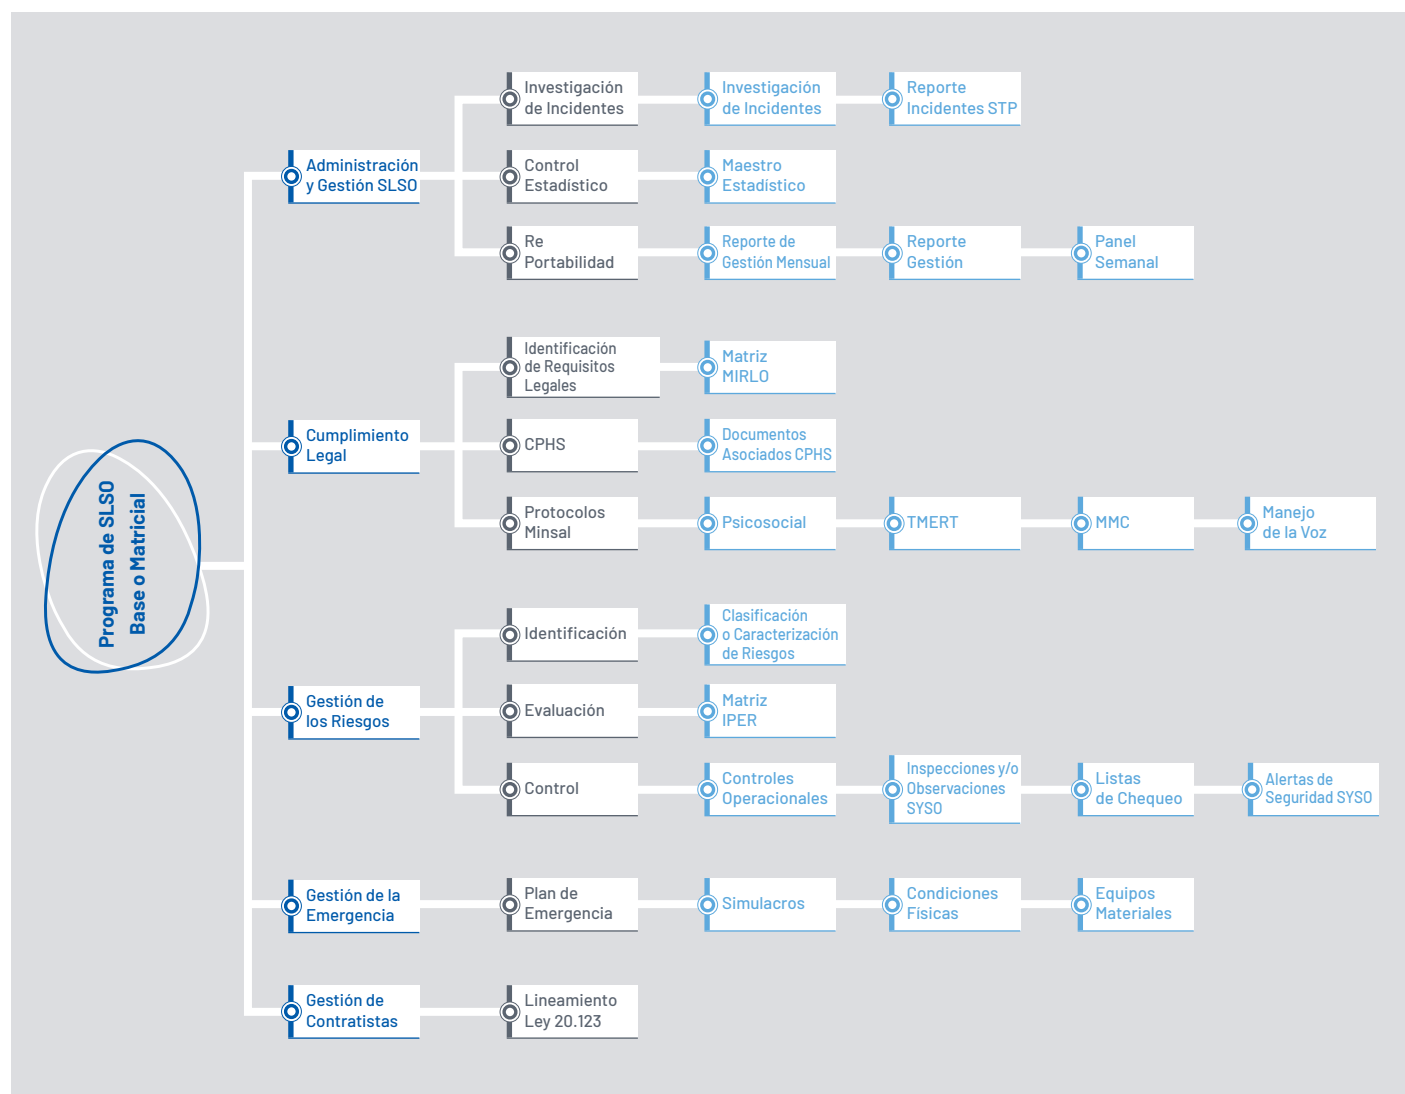 Programa de SLSO
Base o Matricial
Administración
y Gestión SLSO
Investigación
de Incidentes
Investigación
de Incidentes
Reporte
Incidentes STP
Control
Estadístico
Maestro
Estadístico
Re
Portabilidad
Reporte de
Gestión Mensual
Reporte
Gestión
Panel
Semanal
Cumplimiento
Legal
Identificación
de Requisitos
Legales
Matriz
MIRLO
CPHS
Documentos
Asociados CPHS
Protocolos
Minsal
Psicosocial
TMERT
MMC
Manejo
de la Voz
Gestión de
los Riesgos
Identificación
Clasificación
o Caracterización
de Riesgos
Evaluación
Matriz
IPER
Control
Controles
Operacionales
Inspecciones y/o
Observaciones
SYSO
Listas
de Chequeo
Alertas de
Seguridad SYSO
Gestión de la
Emergencia
Plan de
Emergencia
Simulacros
Condiciones
Físicas
Equipos
Materiales
Gestión de
Contratistas
Lineamiento
Ley 20.123